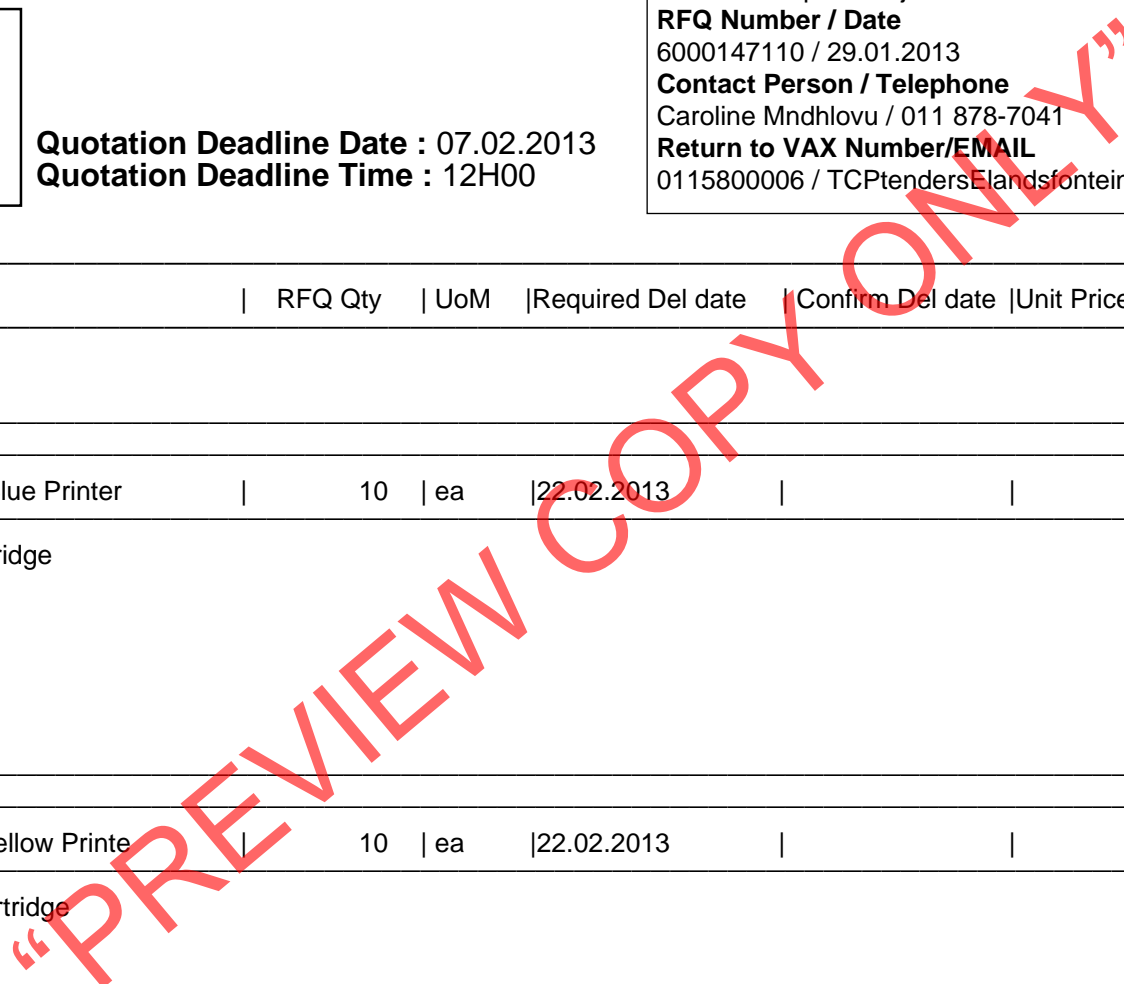 RFQ Number / Date
6000147110 / 29.01.2013
Contact Person / Telephone
Caroline Mndhlovu / 011 878-7041
Return to VAX Number/EMAIL
0115800006 / TCPtendersElandsfontein
Quotation Deadline Date : 07.02.2013
Quotation Deadline Time : 12H00
| RFQ Qty | UoM |Required Del date | Confirm Del date |Unit Price
lue Printer | 10 | ea |22.02.2013 | |
ridge
ellow Printe | 10 | ea |22.02.2013 | |
rtridge
“PREVIEW COPY ONLY”